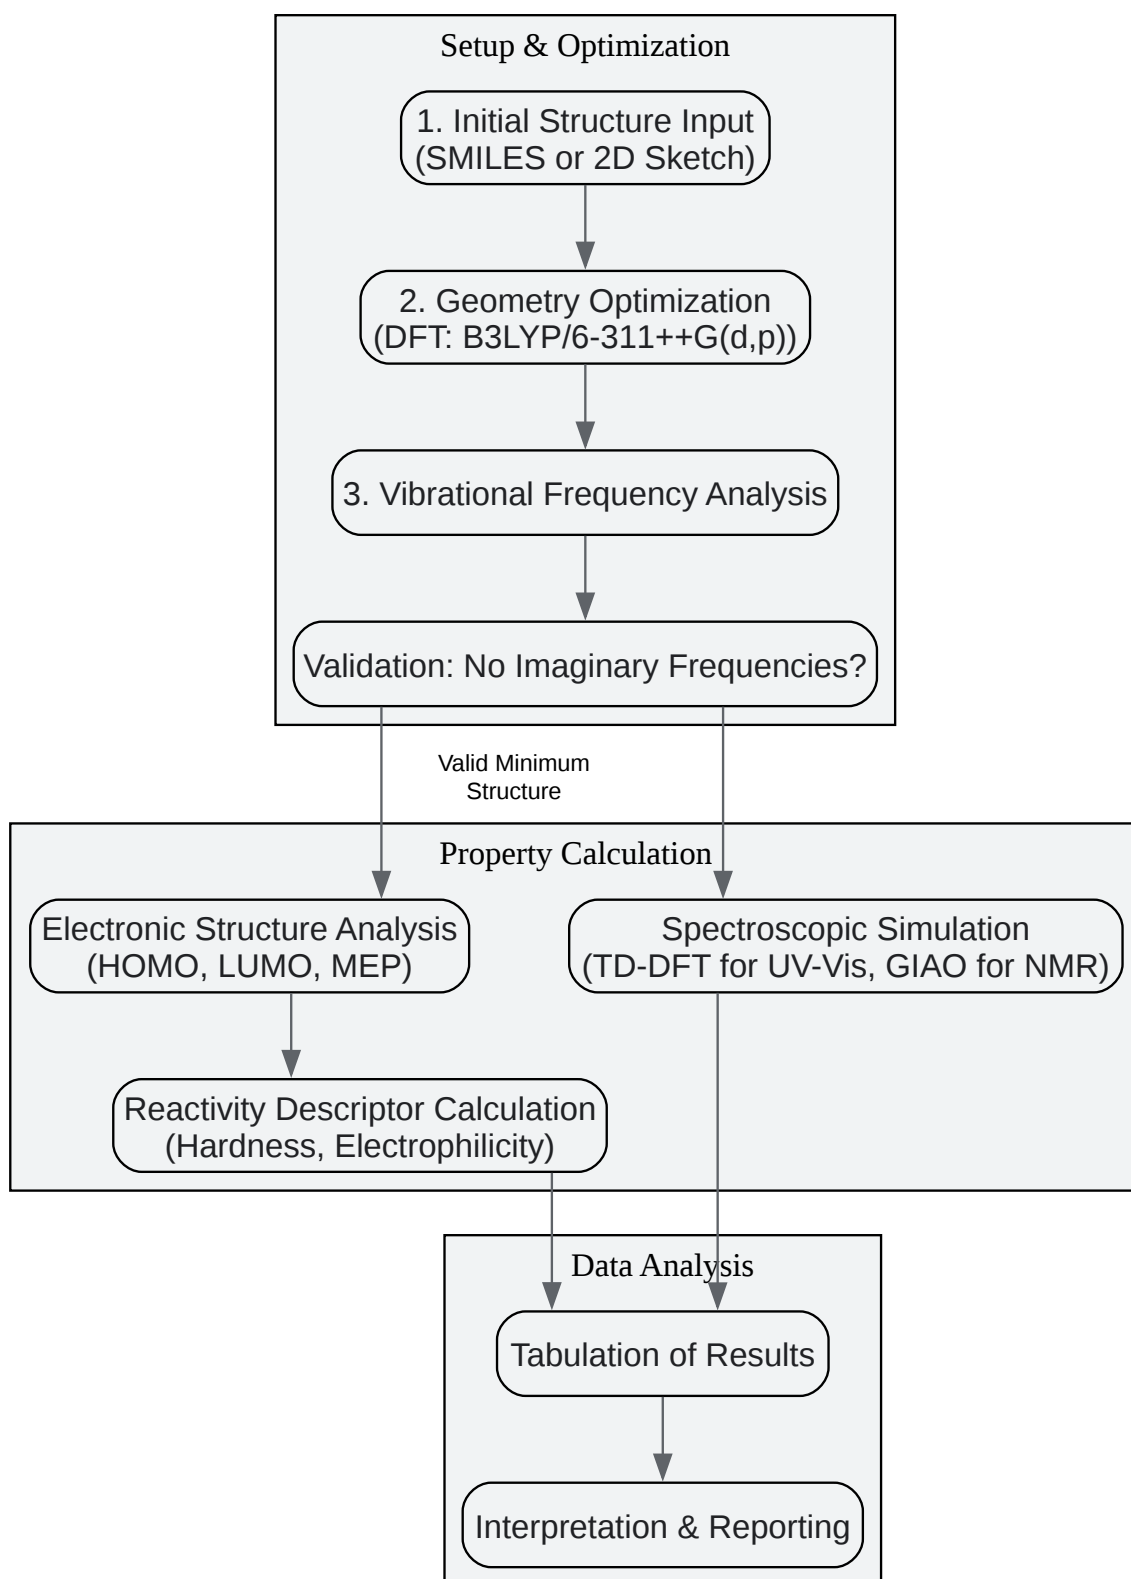 Setup & Optimization
1. Initial Structure Input
(SMILES or 2D Sketch)
2. Geometry Optimization
(DFT: B3LYP/6-311++G(d,p))
3. Vibrational Frequency Analysis
Validation: No Imaginary Frequencies?
Valid Minimum
Structure
Property Calculation
Electronic Structure Analysis
(HOMO, LUMO, MEP)
Spectroscopic Simulation
(TD-DFT for UV-Vis, GIAO for NMR)
Reactivity Descriptor Calculation
(Hardness, Electrophilicity)
Data Analysis
Tabulation of Results
Interpretation & Reporting